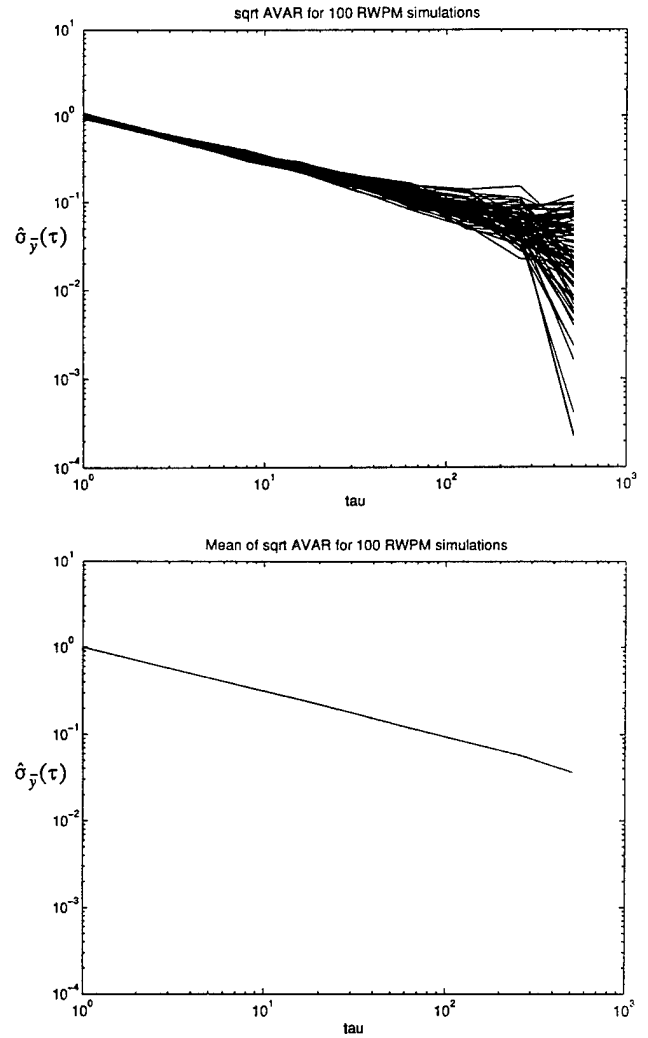 sqrt AVAR for 100 RWPM simulations
10¹
10⁰
10⁻¹
σ̂_ȳ(τ)
10⁻²
10⁻³
10⁻⁴
10⁰ 10¹ 10² 10³
tau
Mean of sqrt AVAR for 100 RWPM simulations
10¹
10⁰
10⁻¹
σ̂_ȳ(τ)
10⁻²
10⁻³
10⁻⁴
10⁰ 10¹ 10² 10³
tau